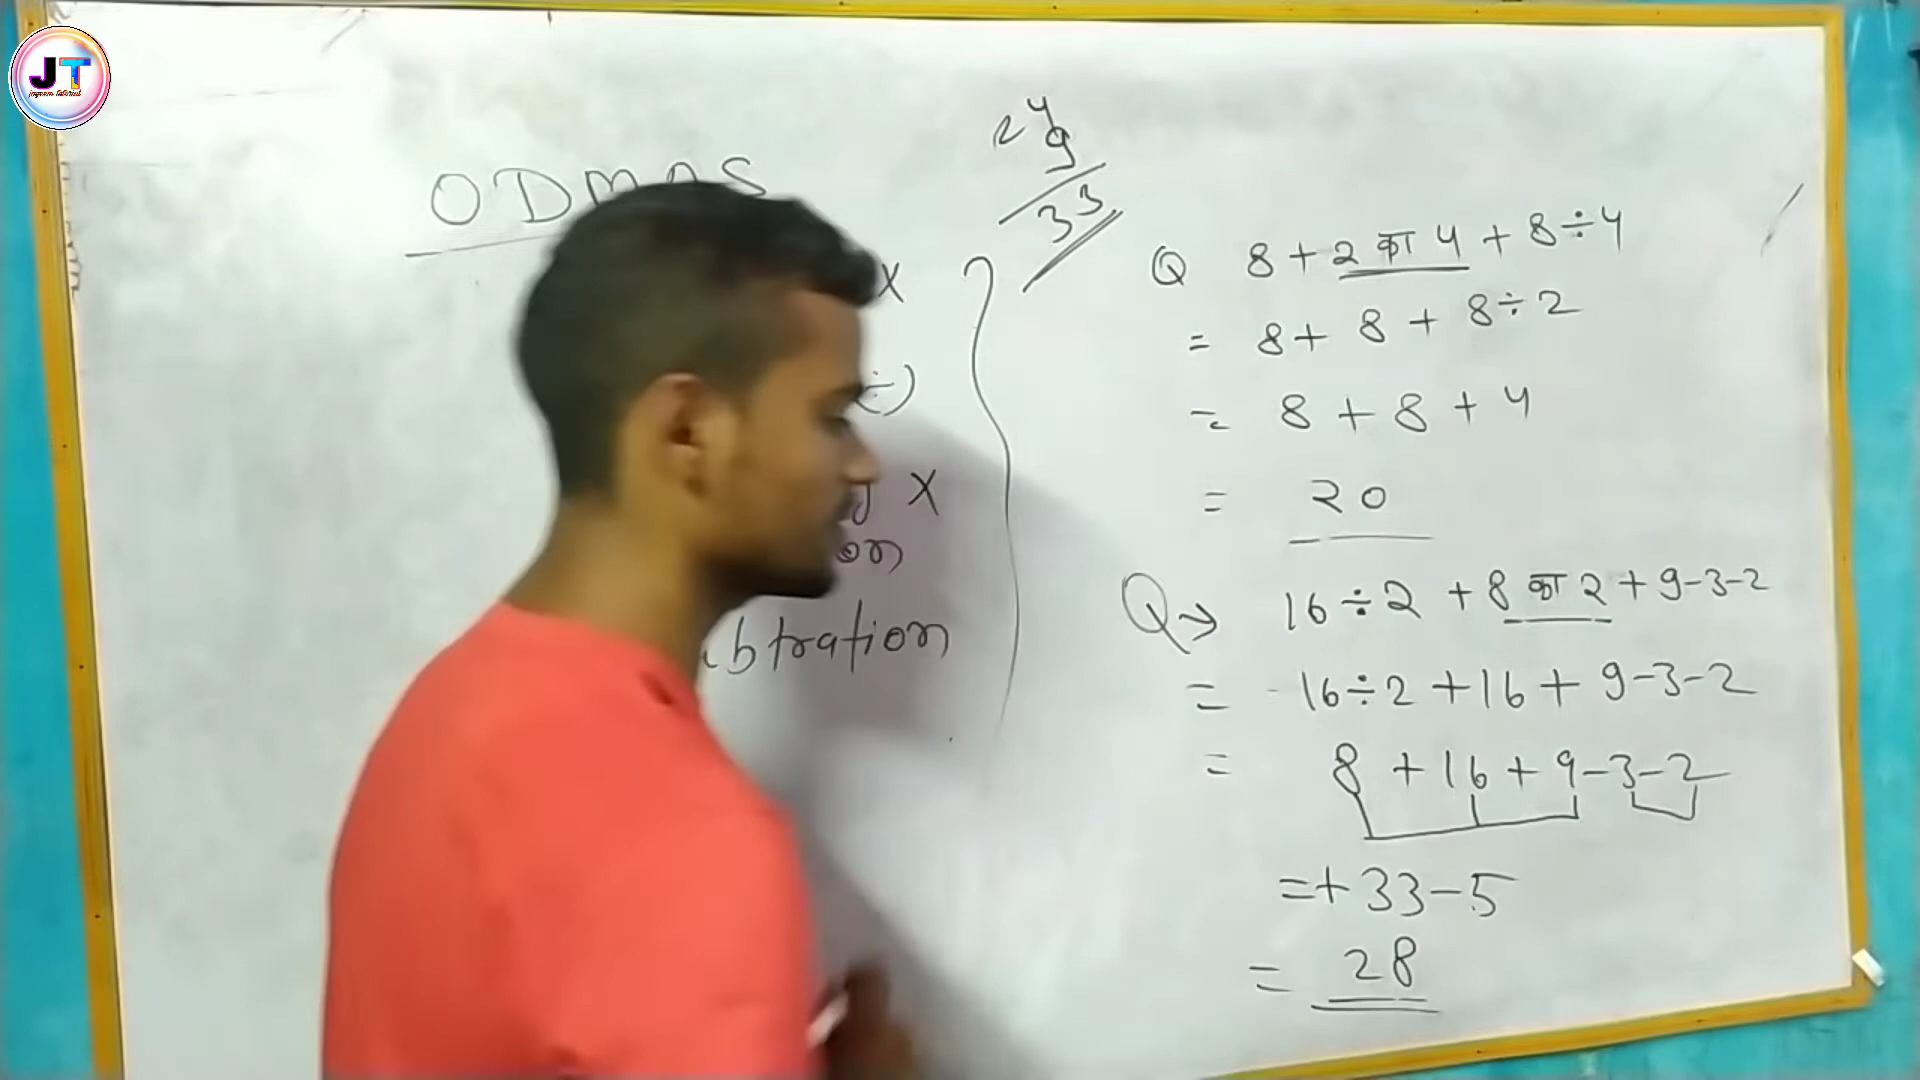 JT
ODMAS
24
9
33
X
÷)
X
on
btration
Q 8 + 2 का 4 + 8 ÷ 4
= 8 + 8 + 8 ÷ 2
= 8 + 8 + 4
= 20
Q → 16 ÷ 2 + 8 का 2 + 9 - 3 - 2
= 16 ÷ 2 + 16 + 9 - 3 - 2
= 8 + 16 + 9 - 3 - 2
= + 33 - 5
= 28